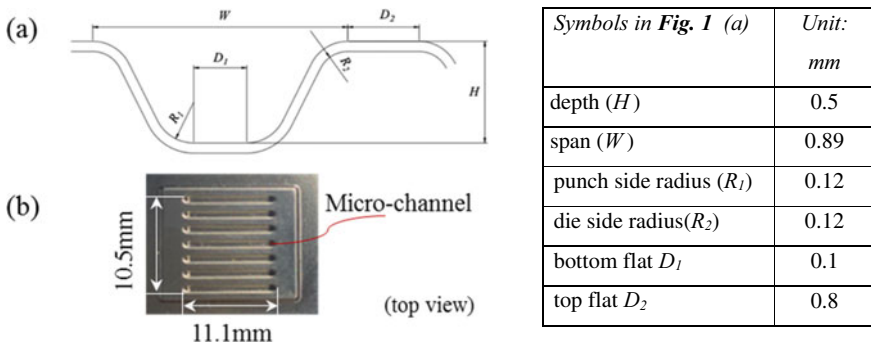 (a)
W
D2
R2
D1
R1
H
(b)
10.5mm
Micro-channel
(top view)
11.1mm
Symbols in Fig. 1 (a) Unit: mm
depth (H) 0.5
span (W) 0.89
punch side radius (R1) 0.12
die side radius(R2) 0.12
bottom flat D1 0.1
top flat D2 0.8